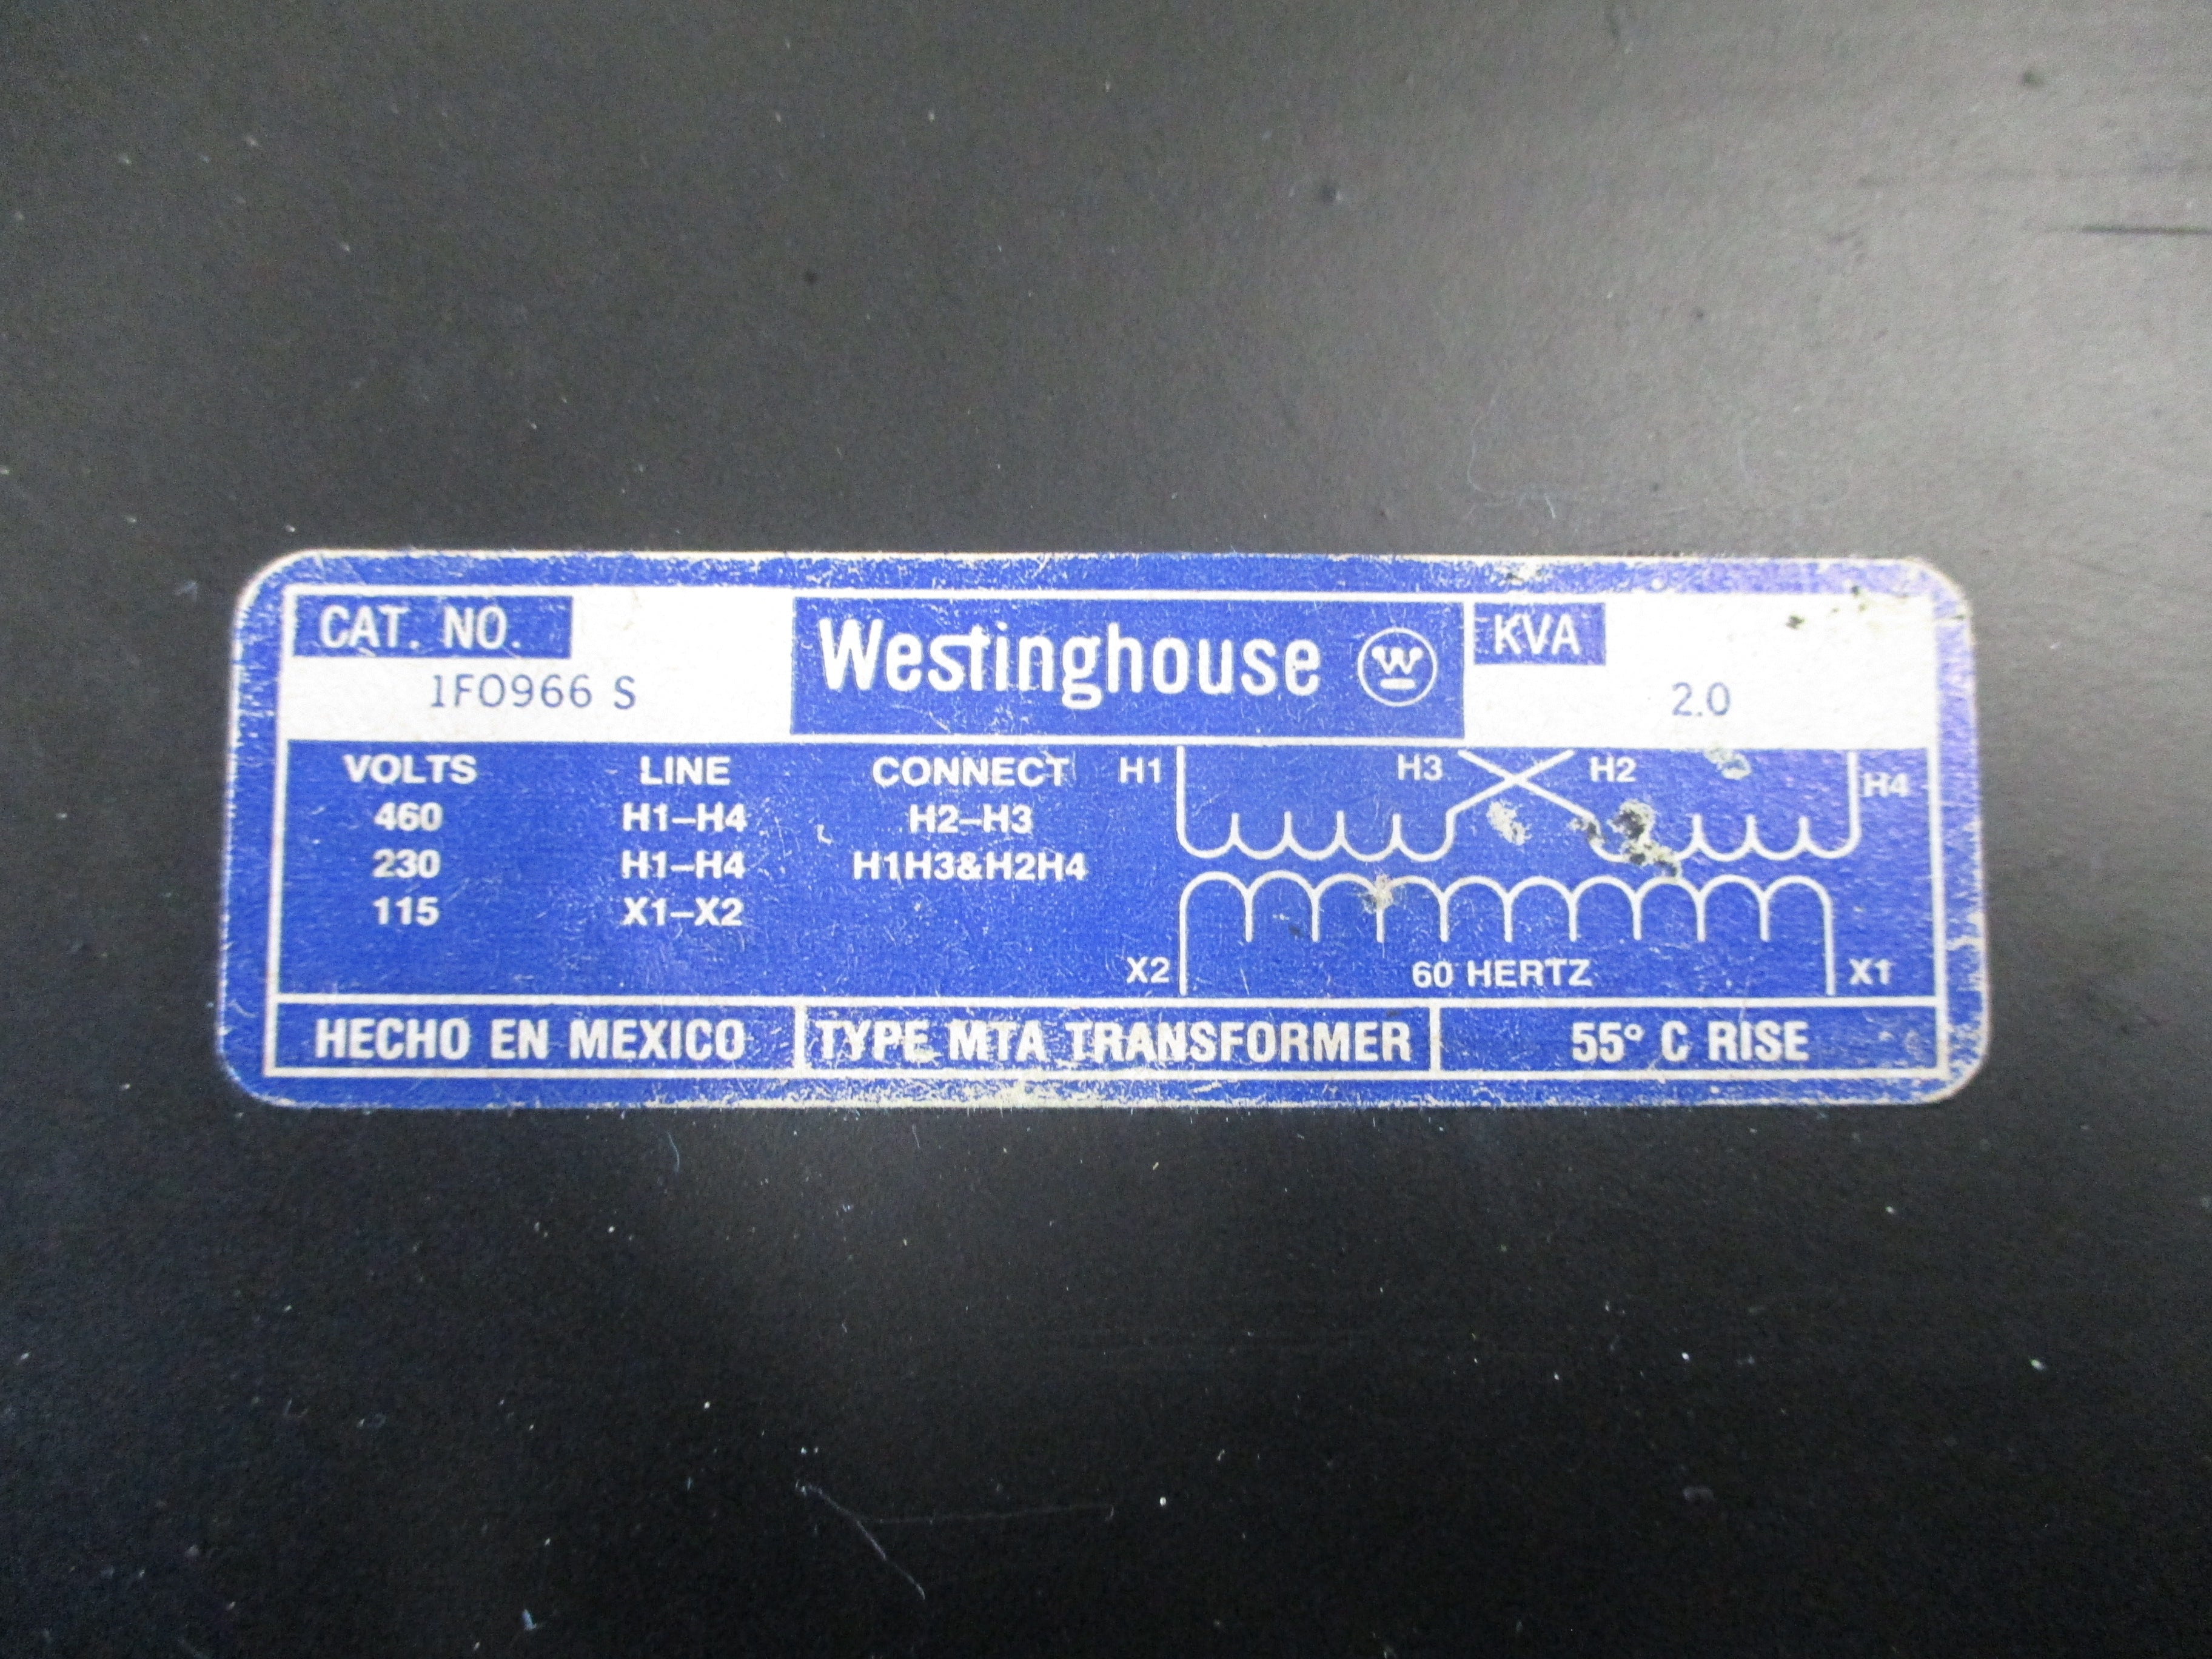 CAT. NO.
1F0966 S
Westinghouse W
KVA
2.0
VOLTS LINE CONNECT
460 H1–H4 H2–H3
230 H1–H4 H1H3&H2H4
115 X1–X2
H1 H3 H2 H4
X2 60 HERTZ X1
HECHO EN MEXICO TYPE MTA TRANSFORMER 55° C RISE